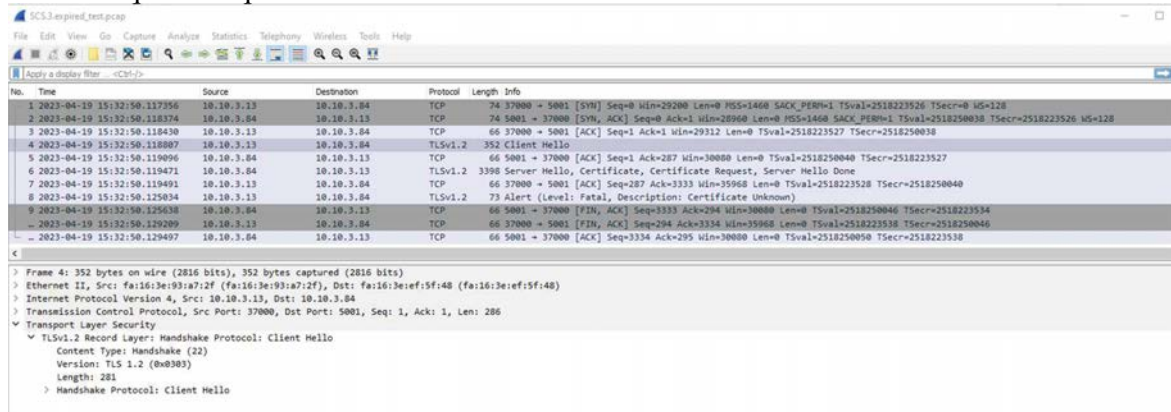 SCS.3.expired_test.pcap
File Edit View Go Capture Analyze Statistics Telephony Wireless Tools Help
Apply a display filter ... <Ctrl-/>
No. Time Source Destination Protocol Length Info
1 2023-04-19 15:32:50.117356 10.10.3.13 10.10.3.84 TCP 74 37000 → 5001 [SYN] Seq=0 Win=29200 Len=0 MSS=1460 SACK_PERM=1 TSval=2518223526 TSecr=0 WS=128
2 2023-04-19 15:32:50.118374 10.10.3.84 10.10.3.13 TCP 74 5001 → 37000 [SYN, ACK] Seq=0 Ack=1 Win=28960 Len=0 MSS=1460 SACK_PERM=1 TSval=2518250038 TSecr=2518223526 WS=128
3 2023-04-19 15:32:50.118430 10.10.3.13 10.10.3.84 TCP 66 37000 → 5001 [ACK] Seq=1 Ack=1 Win=29312 Len=0 TSval=2518223527 TSecr=2518250038
4 2023-04-19 15:32:50.118807 10.10.3.13 10.10.3.84 TLSv1.2 352 Client Hello
5 2023-04-19 15:32:50.119096 10.10.3.84 10.10.3.13 TCP 66 5001 → 37000 [ACK] Seq=1 Ack=287 Win=30080 Len=0 TSval=2518250040 TSecr=2518223527
6 2023-04-19 15:32:50.119471 10.10.3.84 10.10.3.13 TLSv1.2 3398 Server Hello, Certificate, Certificate Request, Server Hello Done
7 2023-04-19 15:32:50.119491 10.10.3.13 10.10.3.84 TCP 66 37000 → 5001 [ACK] Seq=287 Ack=3333 Win=35968 Len=0 TSval=2518223528 TSecr=2518250040
8 2023-04-19 15:32:50.125034 10.10.3.13 10.10.3.84 TLSv1.2 73 Alert (Level: Fatal, Description: Certificate Unknown)
9 2023-04-19 15:32:50.125638 10.10.3.84 10.10.3.13 TCP 66 5001 → 37000 [FIN, ACK] Seq=3333 Ack=294 Win=30080 Len=0 TSval=2518250046 TSecr=2518223534
... 2023-04-19 15:32:50.129209 10.10.3.13 10.10.3.84 TCP 66 37000 → 5001 [FIN, ACK] Seq=294 Ack=3334 Win=35968 Len=0 TSval=2518223538 TSecr=2518250046
... 2023-04-19 15:32:50.129497 10.10.3.84 10.10.3.13 TCP 66 5001 → 37000 [ACK] Seq=3334 Ack=295 Win=30080 Len=0 TSval=2518250050 TSecr=2518223538
> Frame 4: 352 bytes on wire (2816 bits), 352 bytes captured (2816 bits)
> Ethernet II, Src: fa:16:3e:93:a7:2f (fa:16:3e:93:a7:2f), Dst: fa:16:3e:ef:5f:48 (fa:16:3e:ef:5f:48)
> Internet Protocol Version 4, Src: 10.10.3.13, Dst: 10.10.3.84
> Transmission Control Protocol, Src Port: 37000, Dst Port: 5001, Seq: 1, Ack: 1, Len: 286
Transport Layer Security
TLSv1.2 Record Layer: Handshake Protocol: Client Hello
Content Type: Handshake (22)
Version: TLS 1.2 (0x0303)
Length: 281
> Handshake Protocol: Client Hello